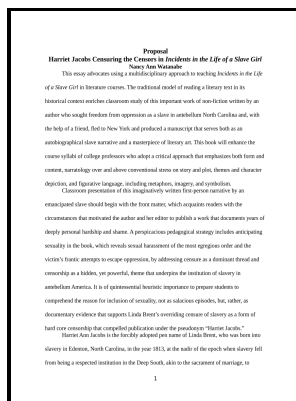 Proposal
Harriet Jacobs Censuring the Censors in Incidents in the Life of a Slave Girl
Nancy Ann Watanabe
This essay advocates using a multidisciplinary approach to teaching Incidents in the Life
of a Slave Girl in literature courses. The traditional model of reading a literary text in its
historical context enriches classroom study of this important work of non-fiction written by an
author who sought freedom from oppression as a slave in antebellum North Carolina and, with
the help of a friend, fled to New York and produced a manuscript that serves both as an
autobiographical slave narrative and a masterpiece of literary art. This book will enhance the
course syllabi of college professors who adopt a critical approach that emphasizes both form and
content, narratology over and above conventional stress on story and plot, themes and character
depiction, and figurative language, including metaphors, imagery, and symbolism.
Classroom presentation of this imaginatively written first-person narrative by an
emancipated slave should begin with the front matter, which acquaints readers with the
circumstances that motivated the author and her editor to publish a work that documents years of
deeply personal hardship and shame. A perspicacious pedagogical strategy includes anticipating
sexuality in the book, which reveals sexual harassment of the most egregious order and the
victim's frantic attempts to escape oppression, by addressing censure as a dominant thread and
censorship as a hidden, yet powerful, theme that underpins the institution of slavery in
antebellum America. It is of quintessential heuristic importance to prepare students to
comprehend the reason for inclusion of sexuality, not as salacious episodes, but, rather, as
documentary evidence that supports Linda Brent's overriding censure of slavery as a form of
hard core censorship that compelled publication under the pseudonym "Harriet Jacobs."
Harriet Ann Jacobs is the forcibly adopted pen name of Linda Brent, who was born into
slavery in Edenton, North Carolina, in the year 1813, at the nadir of the epoch when slavery fell
from being a respected institution in the Deep South, akin to the sacrament of marriage, to
1